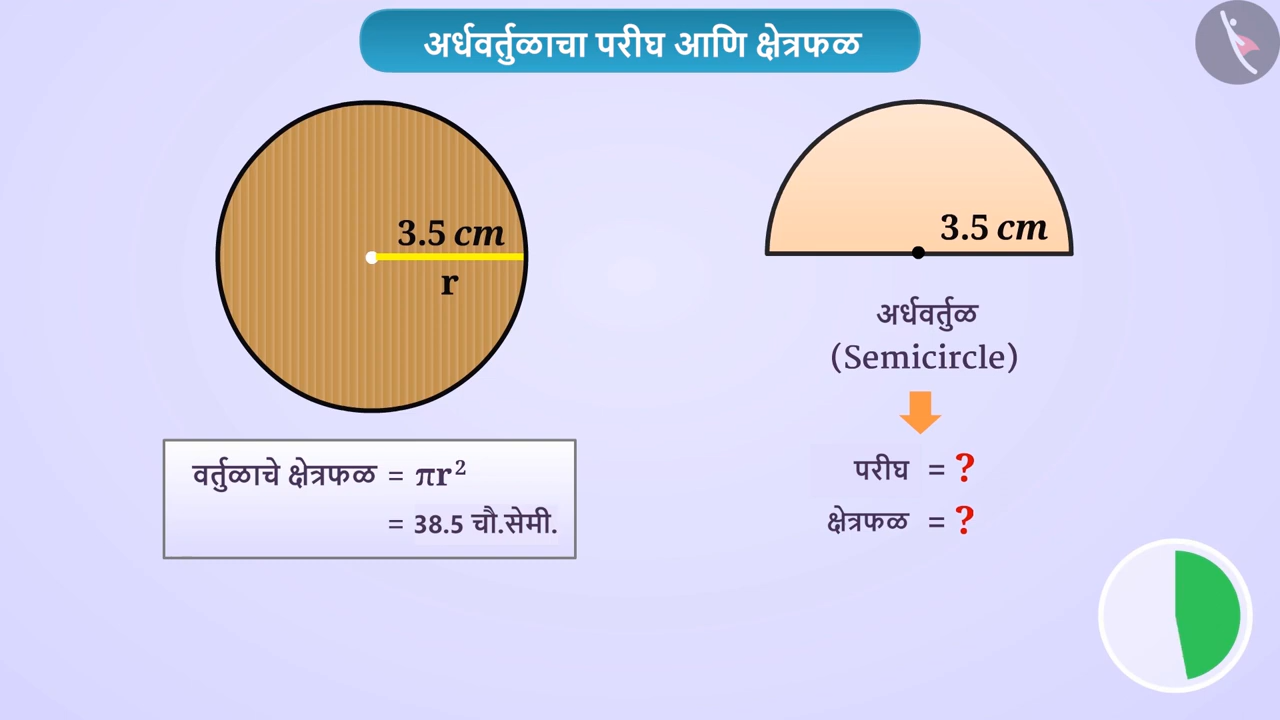 अर्धवर्तुळाचा परीघ आणि क्षेत्रफळ
3.5 cm
r
वर्तुळाचे क्षेत्रफळ = πr²
= 38.5 चौ.सेमी.
3.5 cm
अर्धवर्तुळ
(Semicircle)
परीघ = ?
क्षेत्रफळ = ?